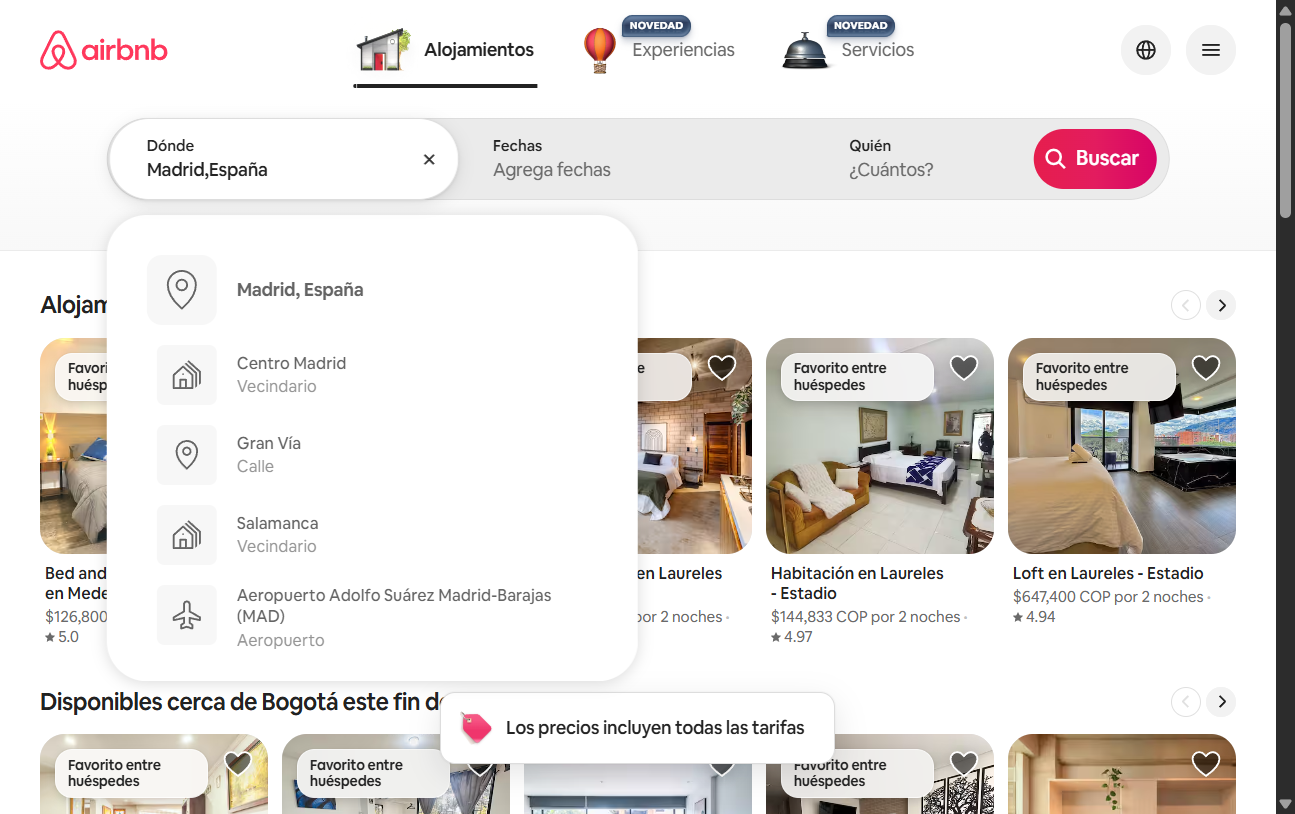 airbnb
Alojamientos
NOVEDAD
Experiencias
NOVEDAD
Servicios
Dónde
Madrid,España
Fechas
Agrega fechas
Quién
¿Cuántos?
Buscar
Madrid, España
Centro Madrid
Vecindario
Gran Vía
Calle
Salamanca
Vecindario
Aeropuerto Adolfo Suárez Madrid-Barajas
(MAD)
Aeropuerto
Alojam
Favori
huésp
e
Favorito entre
huéspedes
Favorito entre
huéspedes
Bed and
en Mede
$126,800
★ 5.0
en Laureles
por 2 noches ·
Habitación en Laureles
- Estadio
$144,833 COP por 2 noches ·
★ 4.97
Loft en Laureles - Estadio
$647,400 COP por 2 noches ·
★ 4.94
Disponibles cerca de Bogotá este fin de
Los precios incluyen todas las tarifas
Favorito entre
huéspedes
Favorito entre
huéspedes
Favorito entre
huéspedes